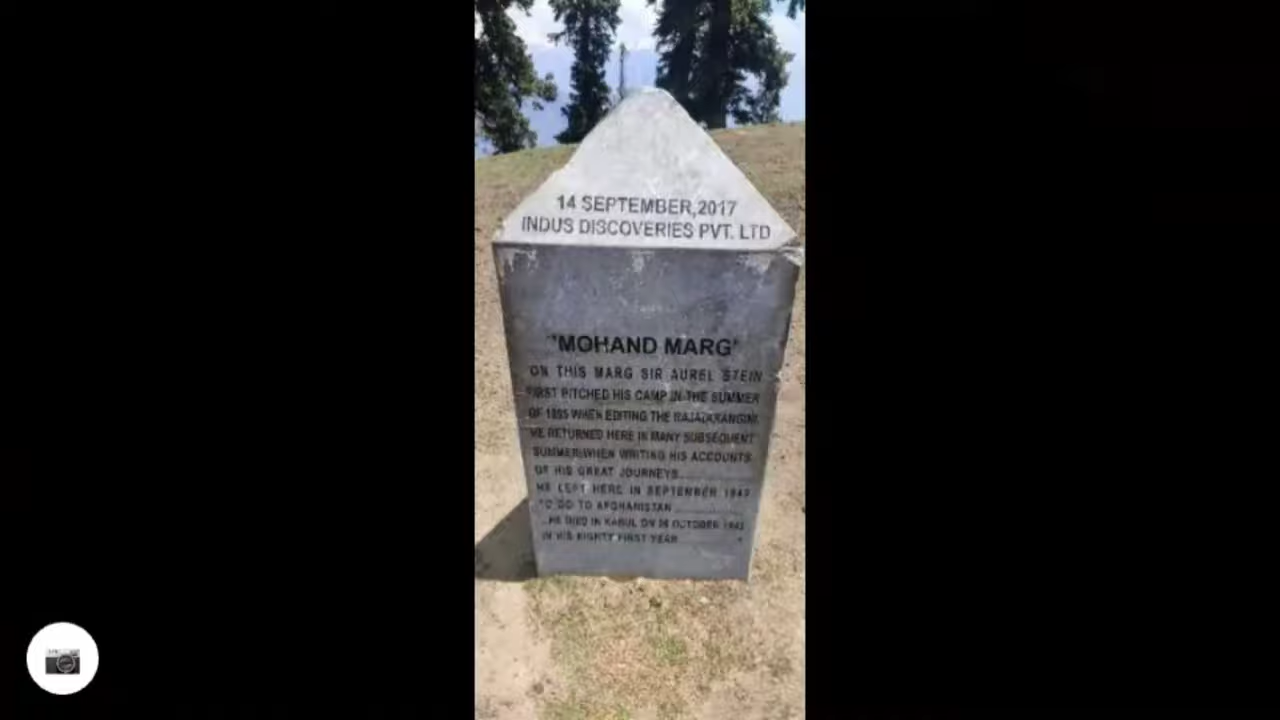 14 SEPTEMBER, 2017
INDUS DISCOVERIES PVT. LTD
"MOHAND MARG"
ON THIS MARG SIR AUREL STEIN
FIRST PITCHED HIS CAMP IN THE SUMMER
OF 1895 WHEN EDITING THE
HE RETURNED HERE IN MANY SUBSEQUENT
SUMMER WHEN WRITING HIS ACCOUNTS
OF HIS GREAT JOURNEYS
HE LEFT HERE IN SEPTEMBER 1943
TO GO TO AFGHANISTAN
HE DIED IN KABUL ON 26 OCTOBER 1943
IN HIS EIGHTY FIRST YEAR